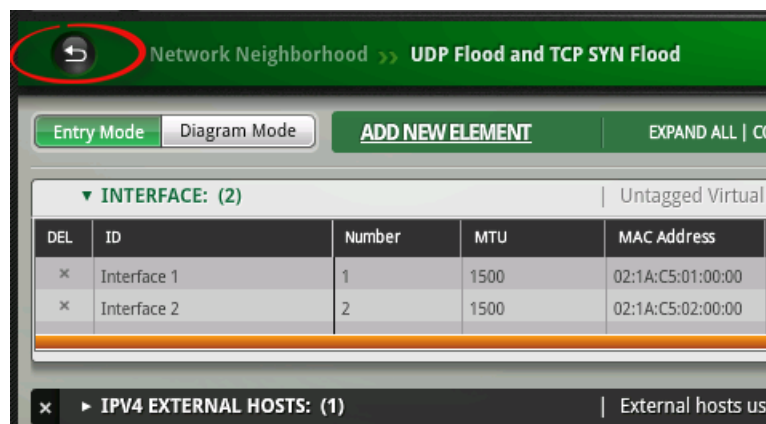 Network Neighborhood >> UDP Flood and TCP SYN Flood
Entry Mode Diagram Mode ADD NEW ELEMENT EXPAND ALL |
▼ INTERFACE: (2) | Untagged Virtual
DEL ID Number MTU MAC Address
× Interface 1 1 1500 02:1A:C5:01:00:00
× Interface 2 2 1500 02:1A:C5:02:00:00
× ► IPV4 EXTERNAL HOSTS: (1) | External hosts us